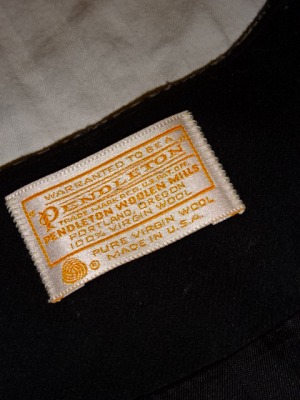 WARRANTED TO BE A
PENDLETON
TRADE MARK REG. U.S. PAT. OFF.
PENDLETON WOOLEN MILLS
PORTLAND, OREGON
100% VIRGIN WOOL
PURE VIRGIN WOOL
MADE IN U.S.A.